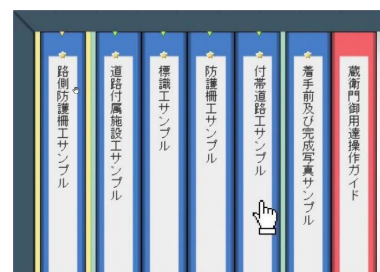 路側防護柵工サンプル
道路付属施設工サンプル
標識工サンプル
防護柵工サンプル
付帯道路工サンプル
着手前及び完成写真サンプル
蔵衛門御用達操作ガイド